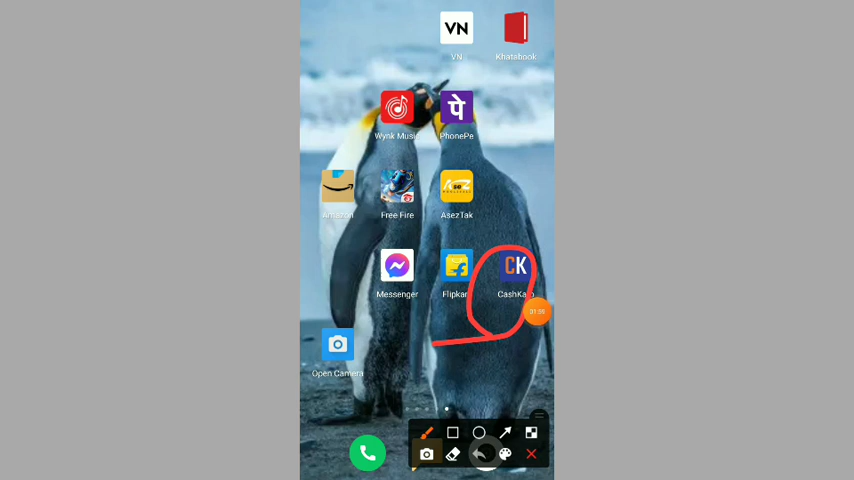 VN
VN Khatabook
पे
Wynk Music PhonePe
Amazon Free Fire AsezTak
CK
Messenger Flipkart CashKaro
Open Camera